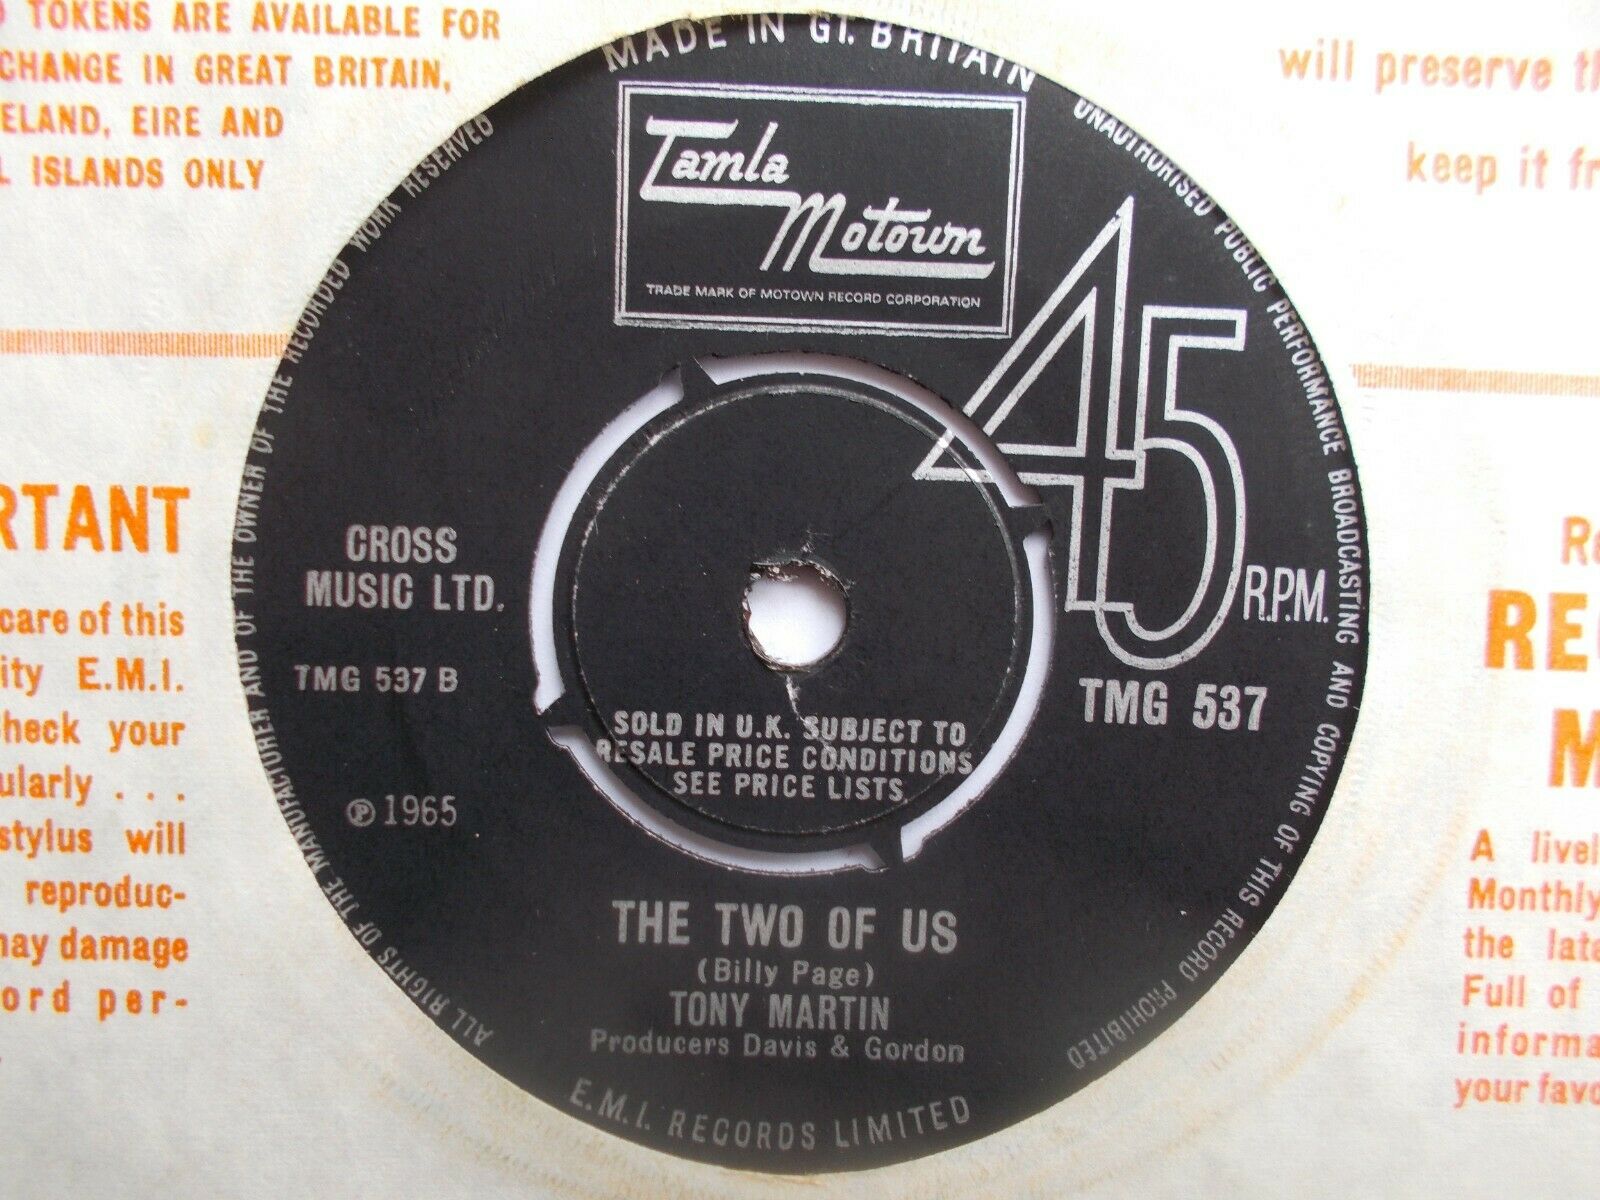 TOKENS ARE AVAILABLE FOR
CHANGE IN GREAT BRITAIN,
ELAND, EIRE AND
ISLANDS ONLY
RTANT
care of this
ity E.M.I.
Check your
ularly . . .
stylus will
reproduc-
may damage
ord per-
MADE IN GT. BRITAIN
Tamla
Motown
TRADE MARK OF MOTOWN RECORD CORPORATION
45
R.P.M.
CROSS
MUSIC LTD.
TMG 537 B
℗ 1965
TMG 537
SOLD IN U.K. SUBJECT TO
RESALE PRICE CONDITIONS
SEE PRICE LISTS
THE TWO OF US
(Billy Page)
TONY MARTIN
Producers Davis & Gordon
E.M.I. RECORDS LIMITED
ALL RIGHTS OF THE MANUFACTURER AND OF THE OWNER OF THE RECORDED WORK RESERVED
UNAUTHORISED PUBLIC PERFORMANCE BROADCASTING AND COPYING OF THIS RECORD PROHIBITED
will preserve th
keep it fr
Re
REC
M
A livel
Monthly
the late
Full of
informa
your favo